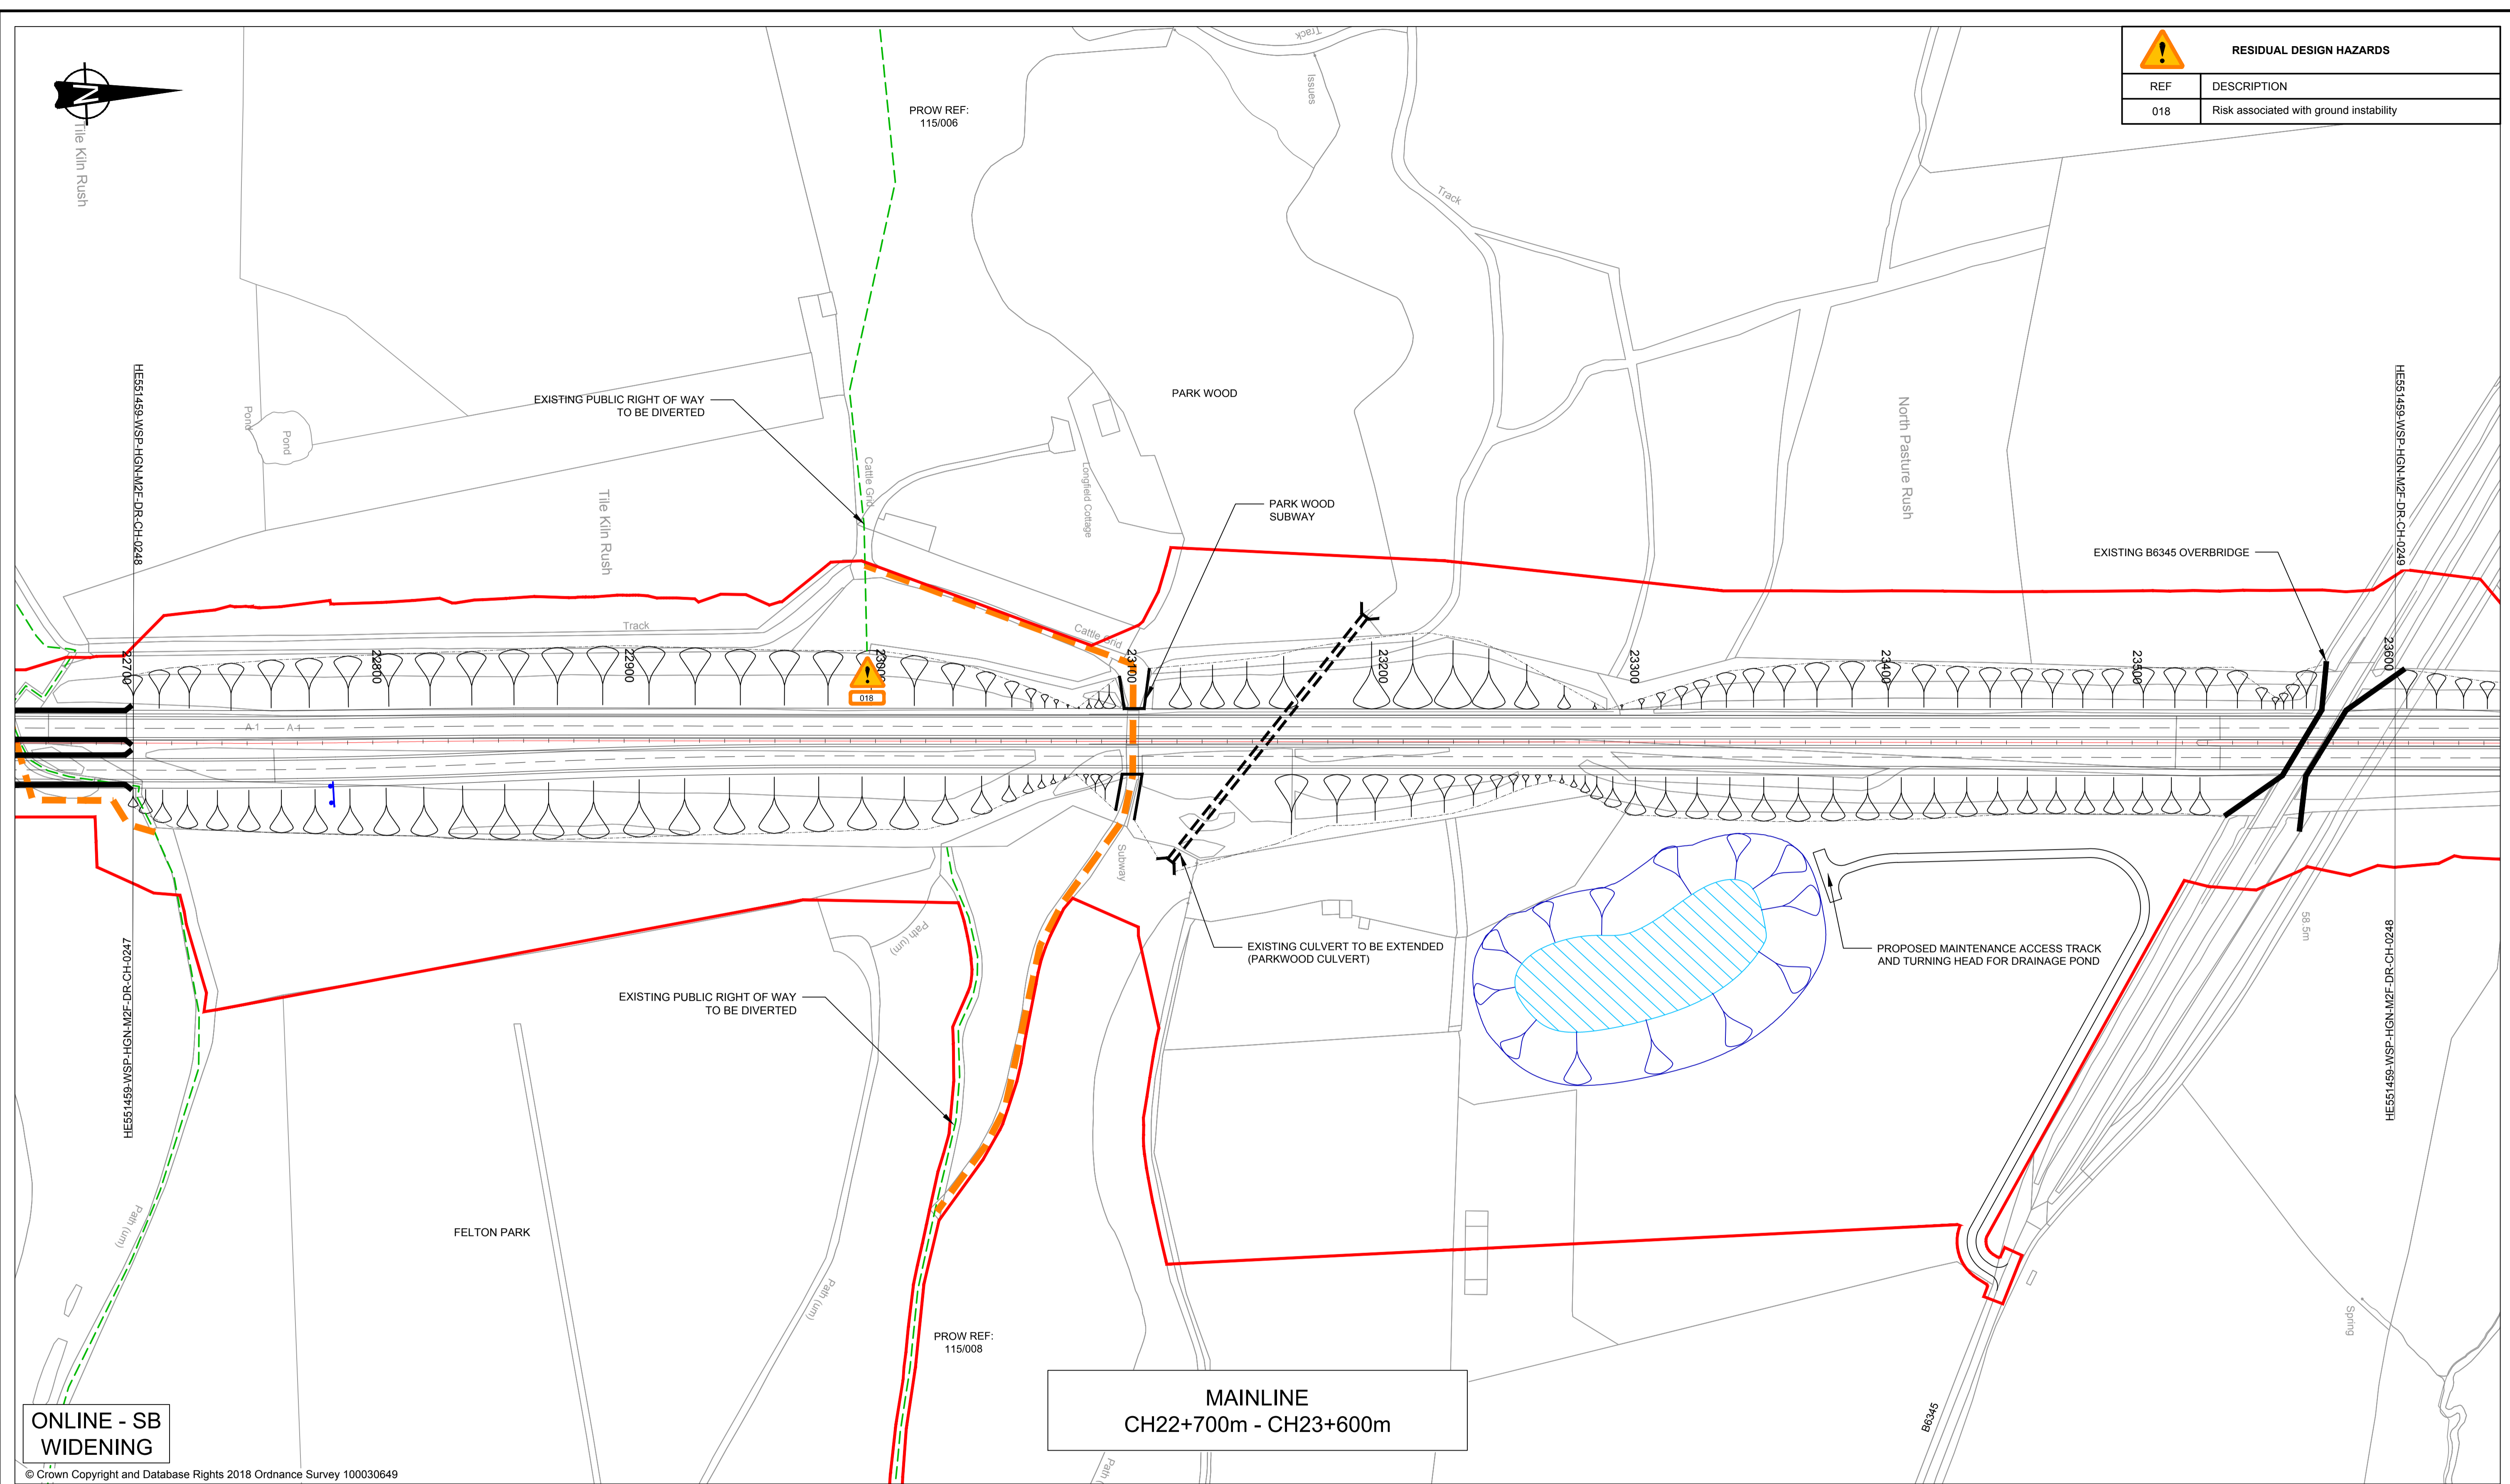 RESIDUAL DESIGN HAZARDS
REF DESCRIPTION
018 Risk associated with ground instability
N
Tile Kiln Rush
PROW REF:
115/006
Track
Issues
Track
HE551459-WSP-HGN-M2F-DR-CH-0248
Pond
Pond
EXISTING PUBLIC RIGHT OF WAY
TO BE DIVERTED
Tile Kiln Rush
Cattle Grid
Longfield Cottage
PARK WOOD
PARK WOOD
SUBWAY
North Pasture Rush
HE551459-WSP-HGN-M2F-DR-CH-0249
EXISTING B6345 OVERBRIDGE
Track
Cattle Grid
22700
22800
22900
23000
23100
23200
23300
23400
23500
23600
018
A-1
A-1
Subway
HE551459-WSP-HGN-M2F-DR-CH-0247
Path (um)
EXISTING CULVERT TO BE EXTENDED
(PARKWOOD CULVERT)
PROPOSED MAINTENANCE ACCESS TRACK
AND TURNING HEAD FOR DRAINAGE POND
58.5m
HE551459-WSP-HGN-M2F-DR-CH-0248
EXISTING PUBLIC RIGHT OF WAY
TO BE DIVERTED
Path (um)
FELTON PARK
Path (um)
PROW REF:
115/008
Spring
B6345
MAINLINE
CH22+700m - CH23+600m
ONLINE - SB
WIDENING
Path (
© Crown Copyright and Database Rights 2018 Ordnance Survey 100030649